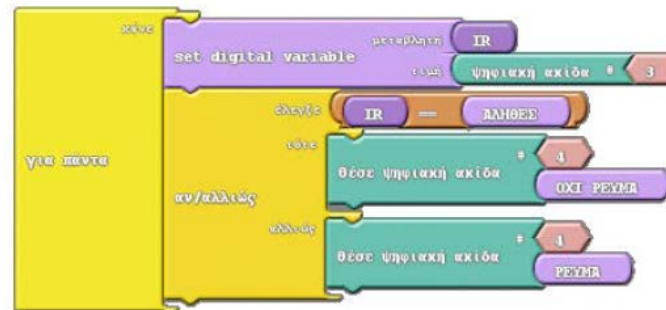 κάνε
set digital variable
μεταβλητή
IR
τιμή
ψηφιακή ακίδα # 3
για πάντα
αν/αλλιώς
έλεγξε
IR == ΑΛΗΘΕΣ
τότε
θέσε ψηφιακή ακίδα
# 4
ΟΧΙ ΡΕΥΜΑ
αλλιώς
θέσε ψηφιακή ακίδα
# 4
ΡΕΥΜΑ